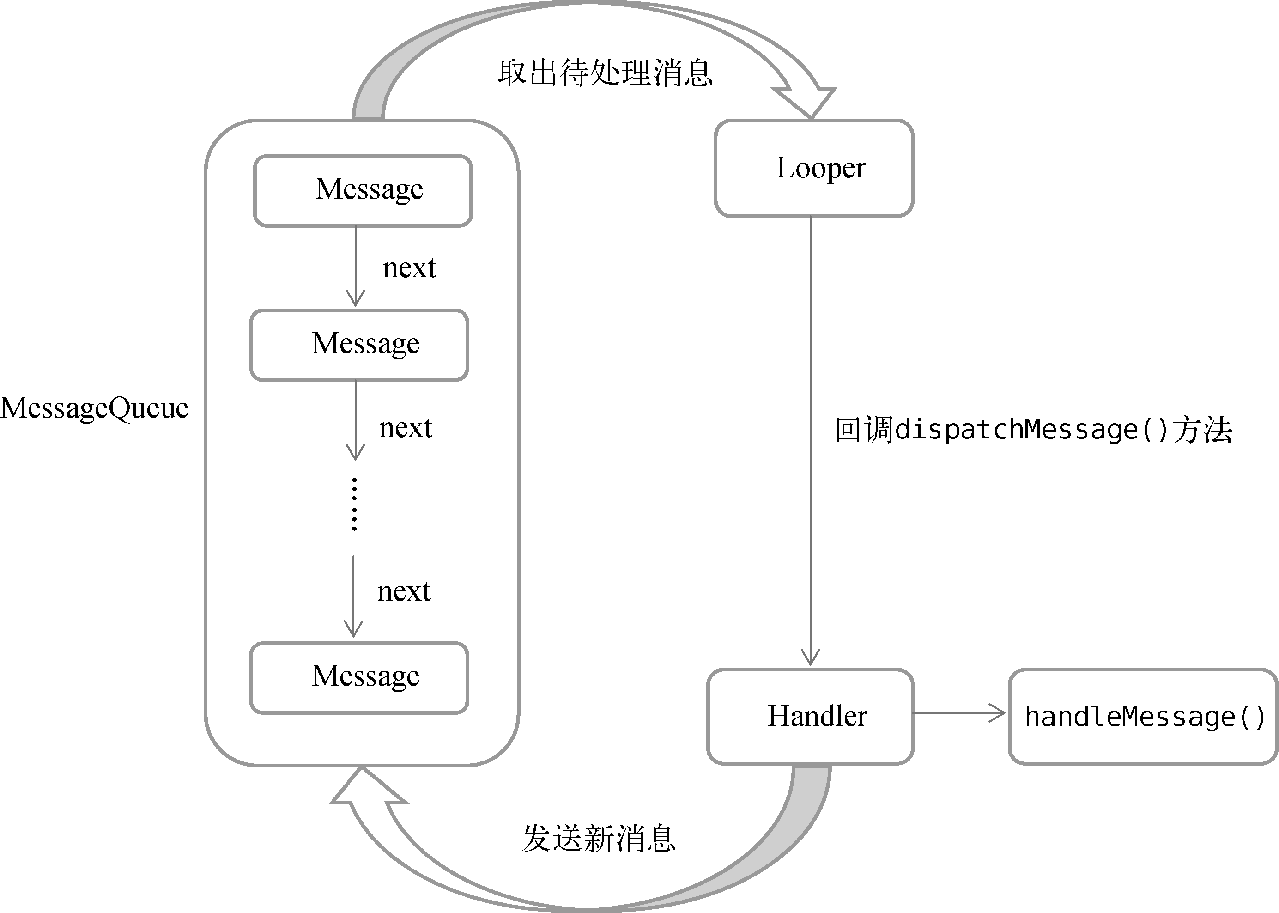 取出待处理消息
Looper
Message
next
Message
MessageQueue
next
回调dispatchMessage()方法
next
Message
Handler
handleMessage()
发送新消息